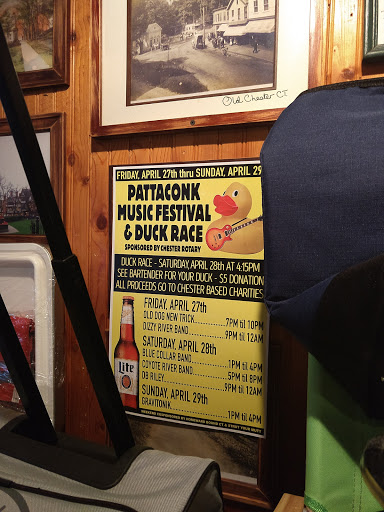 Old Chester CT
FRIDAY, APRIL 27th thru SUNDAY, APRIL 29
PATTACONK
MUSIC FESTIVAL
& DUCK RACE
SPONSORED BY CHESTER ROTARY
DUCK RACE - SATURDAY, APRIL 28th AT 4:15PM
SEE BARTENDER FOR YOUR DUCK - $5 DONATION
ALL PROCEEDS GO TO CHESTER BASED CHARITIES
FRIDAY, APRIL 27th
OLD DOG NEW TRICK..............7PM til 10PM
DIZZY RIVER BAND..............9PM til 12AM
SATURDAY, APRIL 28th
BLUE COLLAR BAND..............1PM til 4PM
COYOTE RIVER BAND..............5PM til 8PM
DB RILEY..............9PM til 12AM
SUNDAY, APRIL 29th
GRAVITONIK..............1PM til 4PM
Lite